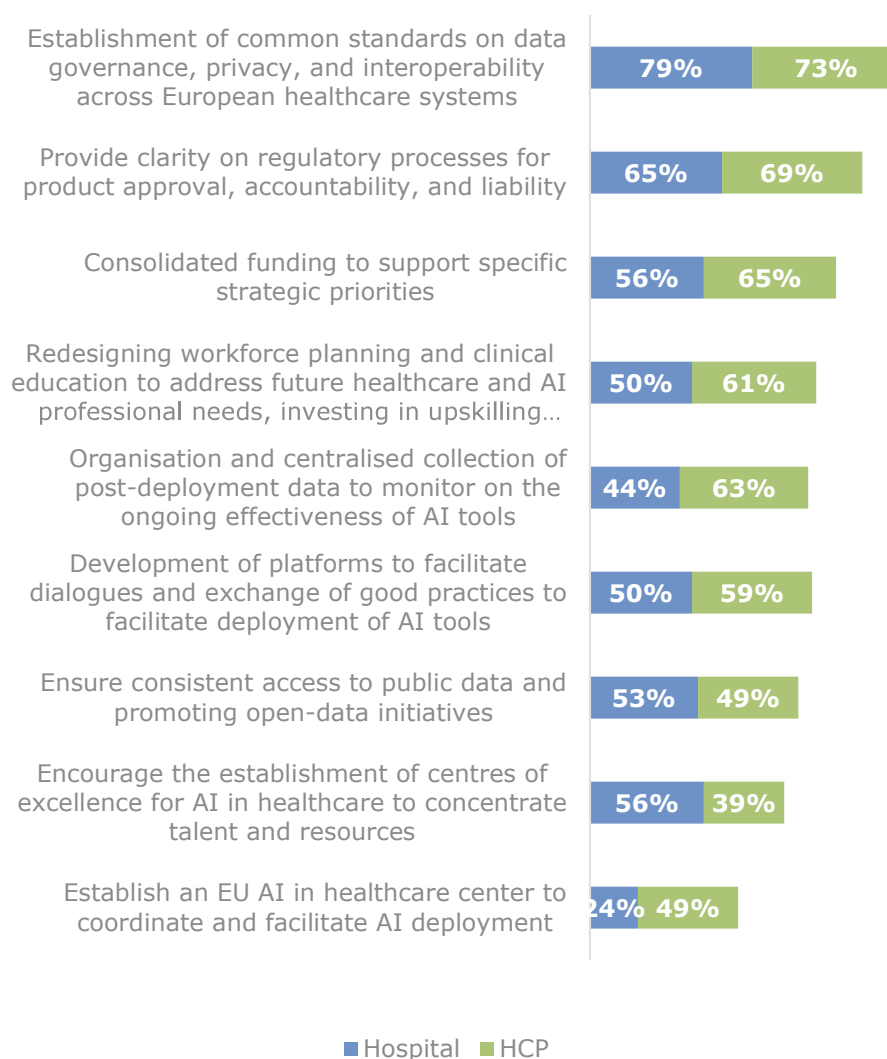 Establishment of common standards on data
governance, privacy, and interoperability
across European healthcare systems
79% 73%
Provide clarity on regulatory processes for
product approval, accountability, and liability
65% 69%
Consolidated funding to support specific
strategic priorities
56% 65%
Redesigning workforce planning and clinical
education to address future healthcare and AI
professional needs, investing in upskilling…
50% 61%
Organisation and centralised collection of
post-deployment data to monitor on the
ongoing effectiveness of AI tools
44% 63%
Development of platforms to facilitate
dialogues and exchange of good practices to
facilitate deployment of AI tools
50% 59%
Ensure consistent access to public data and
promoting open-data initiatives
53% 49%
Encourage the establishment of centres of
excellence for AI in healthcare to concentrate
talent and resources
56% 39%
Establish an EU AI in healthcare center to
coordinate and facilitate AI deployment
24% 49%
Hospital HCP